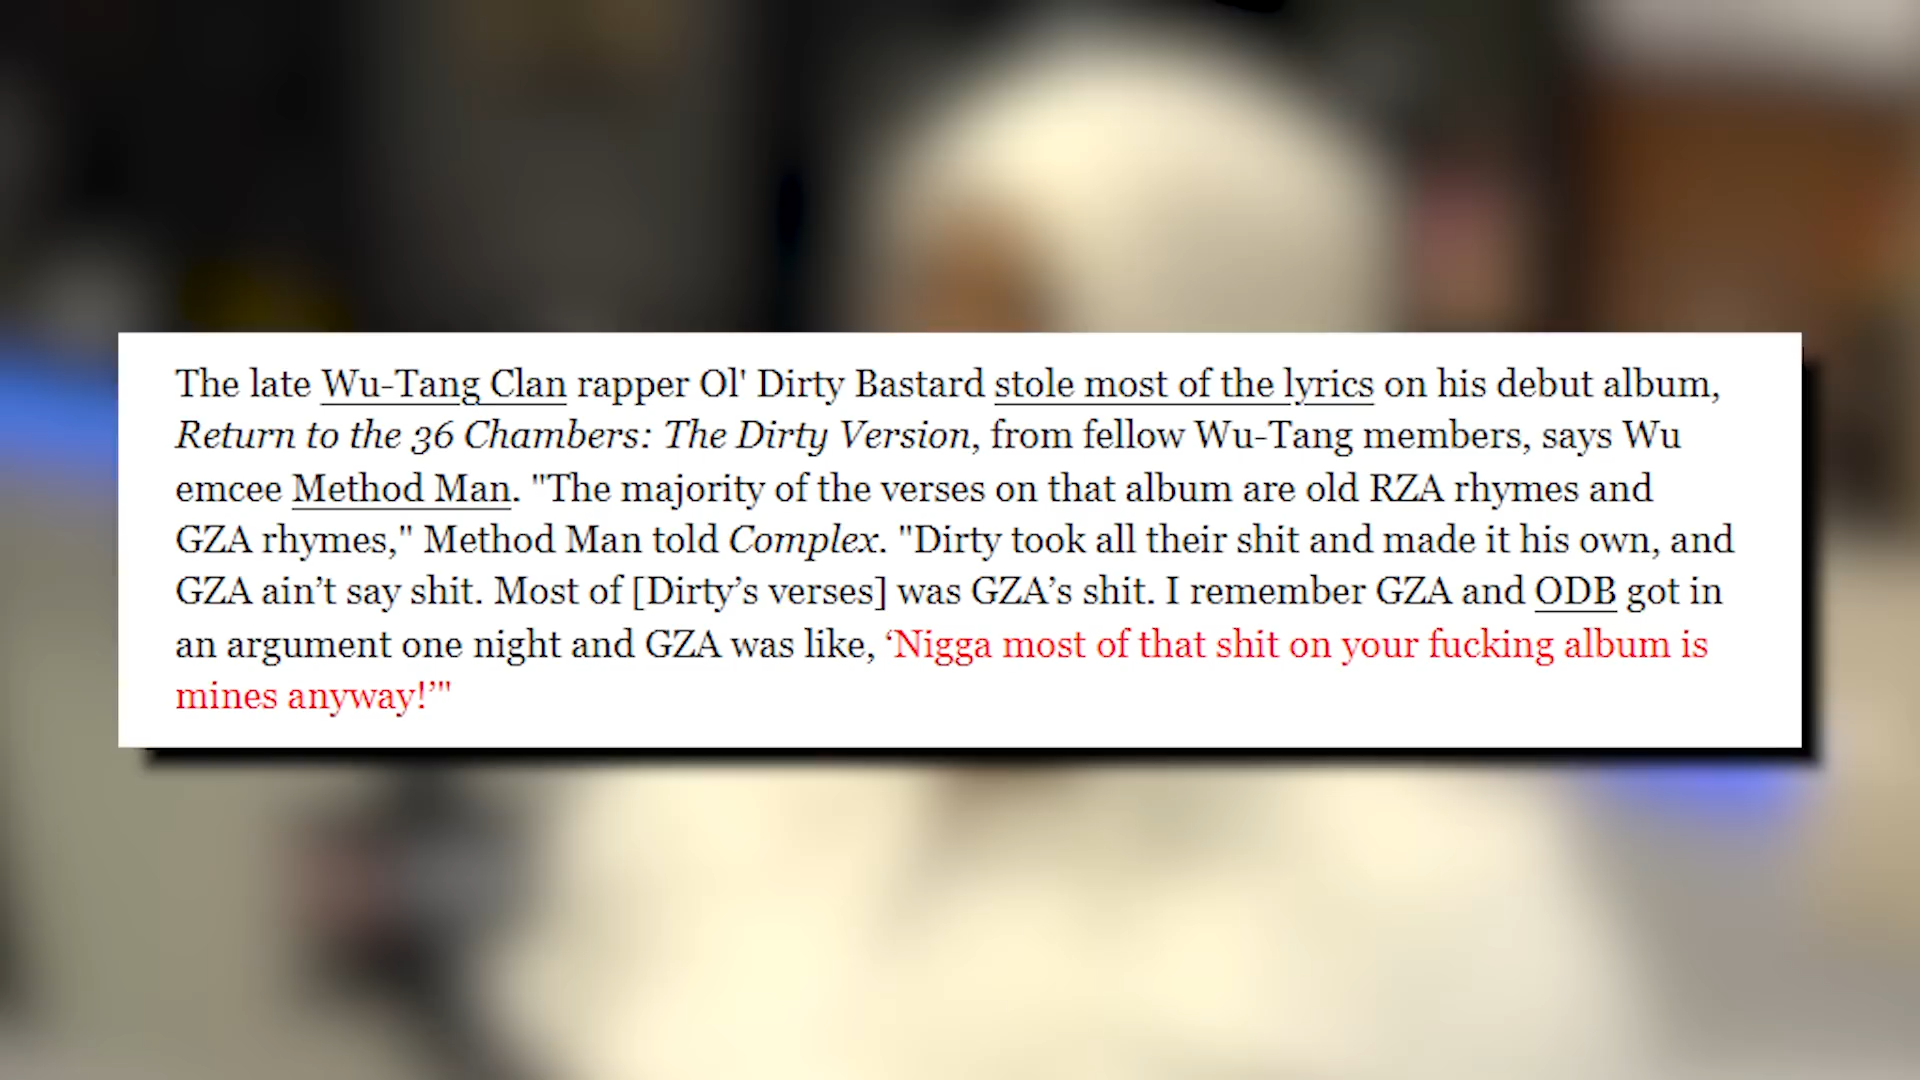 The late Wu-Tang Clan rapper Ol' Dirty Bastard stole most of the lyrics on his debut album,
Return to the 36 Chambers: The Dirty Version, from fellow Wu-Tang members, says Wu
emcee Method Man. "The majority of the verses on that album are old RZA rhymes and
GZA rhymes," Method Man told Complex. "Dirty took all their shit and made it his own, and
GZA ain’t say shit. Most of [Dirty’s verses] was GZA’s shit. I remember GZA and ODB got in
an argument one night and GZA was like, ‘Nigga most of that shit on your fucking album is
mines anyway!’"